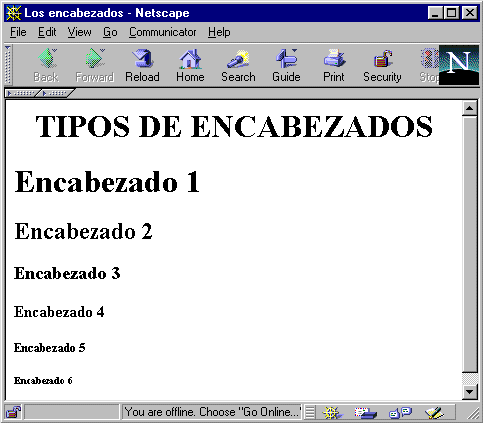 Los encabezados - Netscape
File Edit View Go Communicator Help
Back Forward Reload Home Search Guide Print Security Stop
N
TIPOS DE ENCABEZADOS
Encabezado 1
Encabezado 2
Encabezado 3
Encabezado 4
Encabezado 5
Encabezado 6
You are offline. Choose "Go Online..."